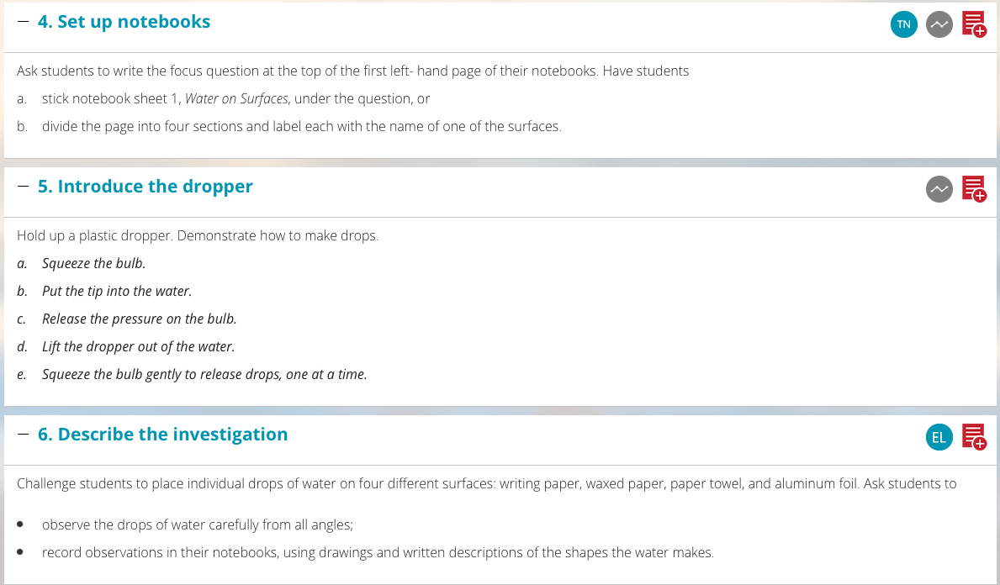 — 4. Set up notebooks
TN
Ask students to write the focus question at the top of the first left- hand page of their notebooks. Have students
a. stick notebook sheet 1, Water on Surfaces, under the question, or
b. divide the page into four sections and label each with the name of one of the surfaces.
— 5. Introduce the dropper
Hold up a plastic dropper. Demonstrate how to make drops.
a. Squeeze the bulb.
b. Put the tip into the water.
c. Release the pressure on the bulb.
d. Lift the dropper out of the water.
e. Squeeze the bulb gently to release drops, one at a time.
— 6. Describe the investigation
EL
Challenge students to place individual drops of water on four different surfaces: writing paper, waxed paper, paper towel, and aluminum foil. Ask students to
• observe the drops of water carefully from all angles;
• record observations in their notebooks, using drawings and written descriptions of the shapes the water makes.